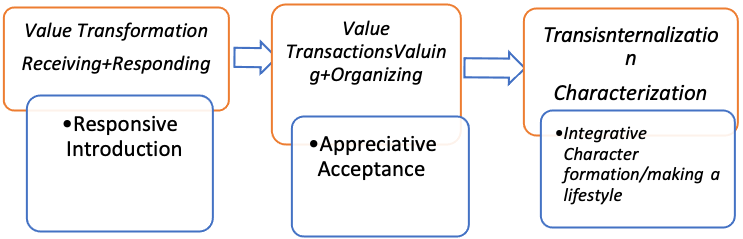 Value Transformation
Receiving+Responding
•Responsive
Introduction
Value
TransactionsValuin
g+Organizing
•Appreciative
Acceptance
Transisnternalizatio
n
Characterization
•Integrative
Character
formation/making a
lifestyle